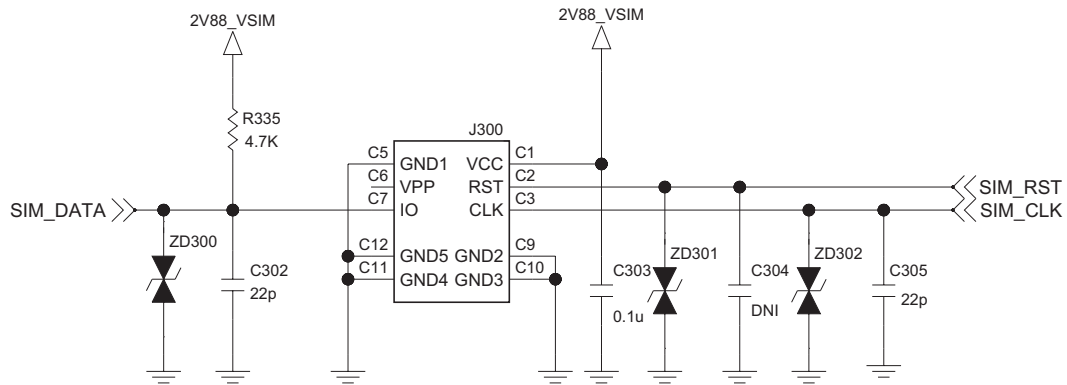 2V88_VSIM
2V88_VSIM
R335
4.7K
J300
C5
GND1
VCC
C1
C6
VPP
RST
C2
C7
IO
CLK
C3
SIM_DATA
SIM_RST
SIM_CLK
ZD300
C302
22p
C12
GND5
GND2
C9
C11
GND4
GND3
C10
C303
0.1u
ZD301
C304
DNI
ZD302
C305
22p